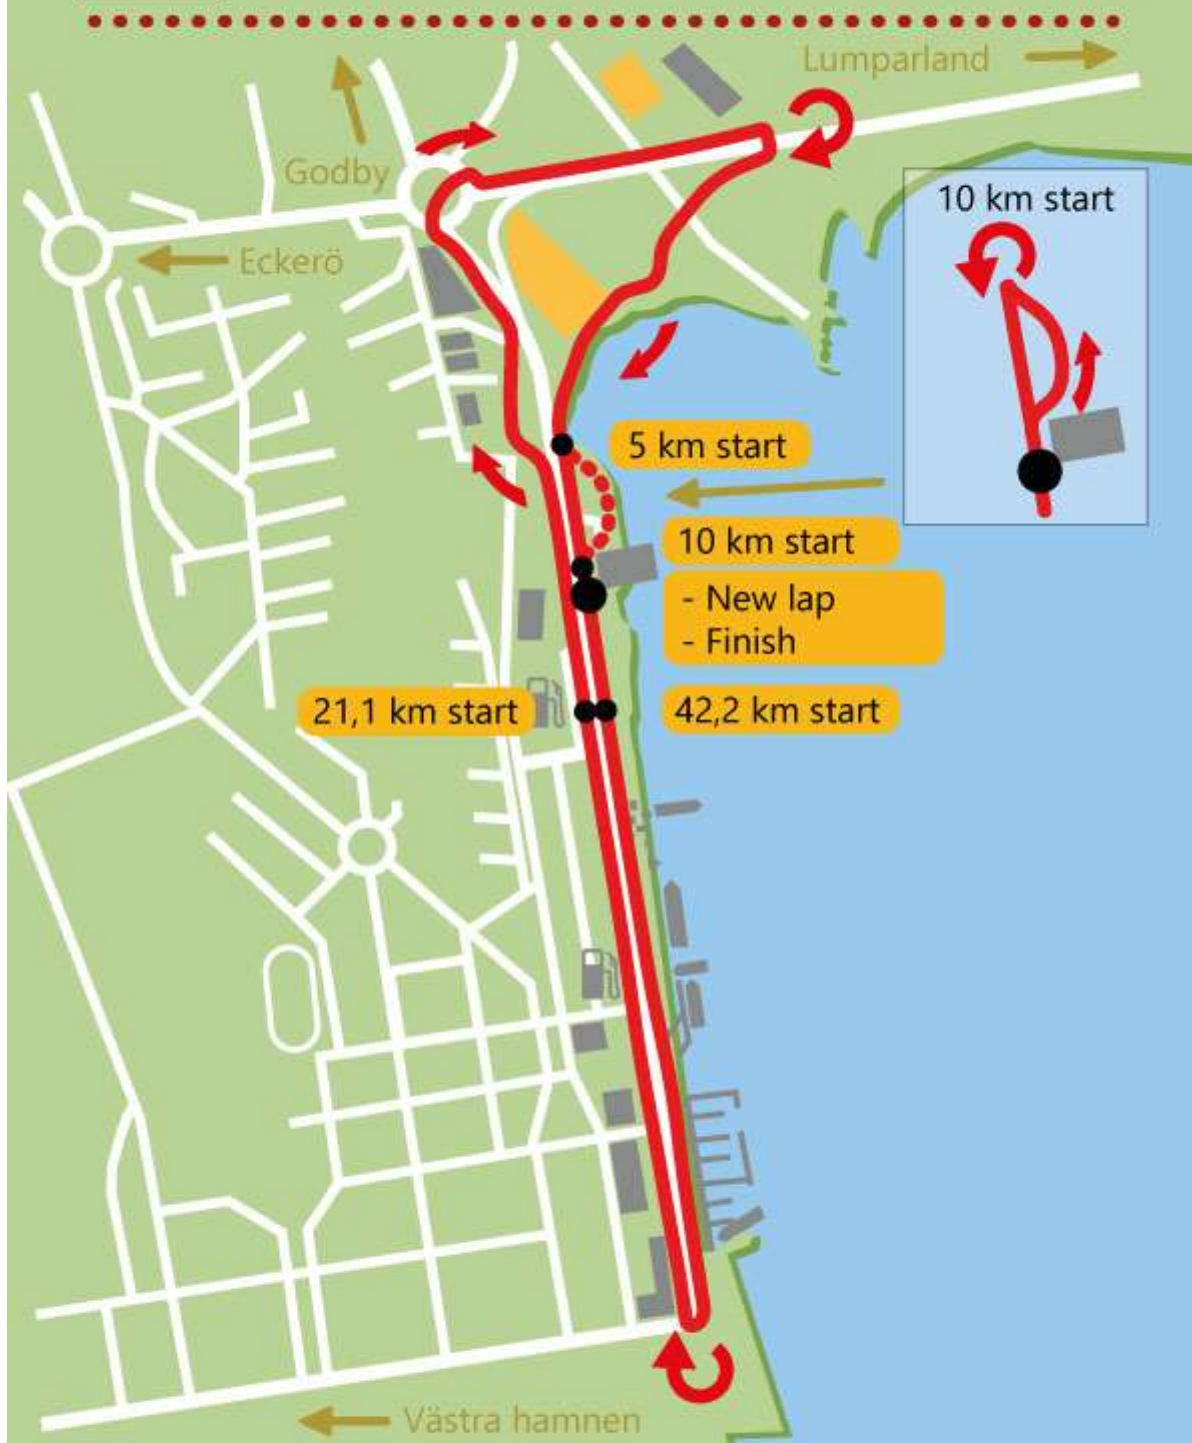 Lumparland
Godby
10 km start
Eckerö
5 km start
10 km start
- New lap
- Finish
21,1 km start
42,2 km start
Västra hamnen